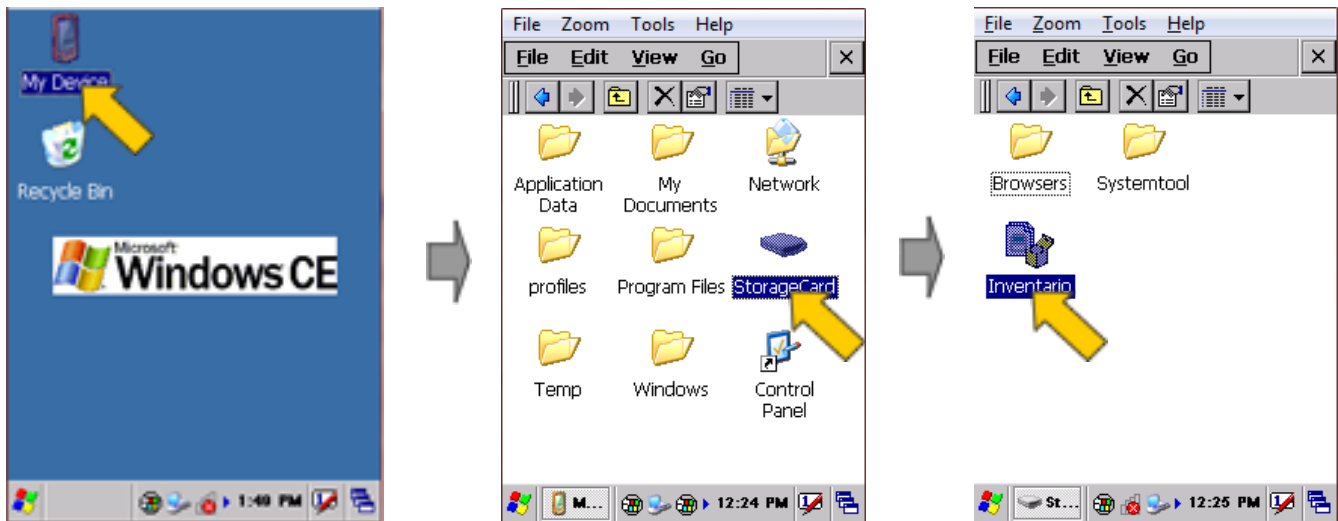 My Device
Recycle Bin
Microsoft
Windows CE
1:40 PM
File Zoom Tools Help
File Edit View Go
Application Data
My Documents
Network
profiles
Program Files
StorageCard
Temp
Windows
Control Panel
M...
12:24 PM
File Zoom Tools Help
File Edit View Go
Browsers
Systemtool
Inventario
St...
12:25 PM